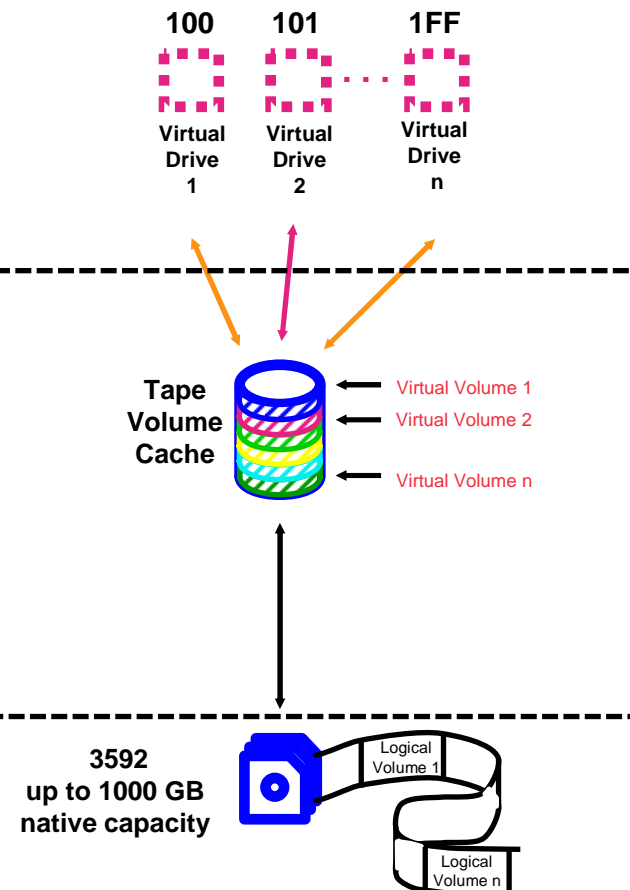 100 101 1FF
Virtual
Drive
1
Virtual
Drive
2
Virtual
Drive
n
Tape
Volume
Cache
Virtual Volume 1
Virtual Volume 2
Virtual Volume n
3592
up to 1000 GB
native capacity
Logical
Volume 1
Logical
Volume n